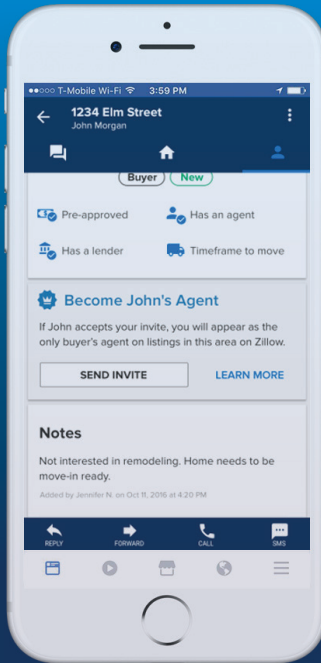 T-Mobile Wi-Fi 3:59 PM
1234 Elm Street
John Morgan
Buyer New
Pre-approved Has an agent
Has a lender Timeframe to move
Become John's Agent
If John accepts your invite, you will appear as the
only buyer's agent on listings in this area on Zillow.
SEND INVITE LEARN MORE
Notes
Not interested in remodeling. Home needs to be
move-in ready.
Added by Jennifer N. on Oct 11, 2016 at 4:20 PM
REPLY FORWARD CALL SMS